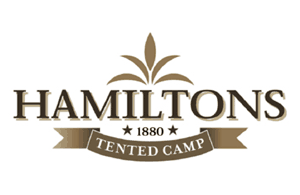 HAMILTONS
★ 1880 ★
TENTED CAMP